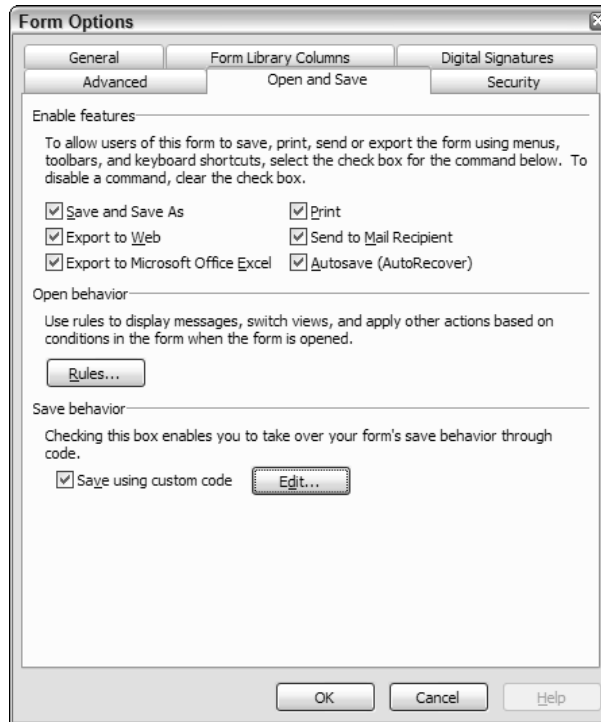 Form Options
General Form Library Columns Digital Signatures
Advanced Open and Save Security
Enable features
To allow users of this form to save, print, send or export the form using menus,
toolbars, and keyboard shortcuts, select the check box for the command below. To
disable a command, clear the check box.
Save and Save As Print
Export to Web Send to Mail Recipient
Export to Microsoft Office Excel Autosave (AutoRecover)
Open behavior
Use rules to display messages, switch views, and apply other actions based on
conditions in the form when the form is opened.
Rules...
Save behavior
Checking this box enables you to take over your form's save behavior through
code.
Save using custom code Edit...
OK Cancel Help